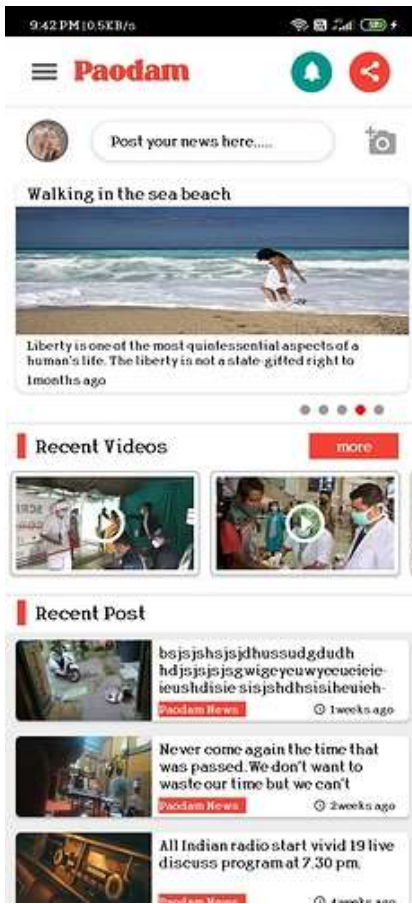 9:42 PM | 0.5KB/s
Paodam
Post your news here.....
Walking in the sea beach
Liberty is one of the most quintessential aspects of a
human's life. The liberty is not a state-gifted right to
1months ago
Recent Videos
more
Recent Post
bsjsjshsjsjdhussudgdudh
hdjsjsjsjsgwigeyeuwyeeueieie-
ieushdisie sisjshdhsisiheuieh-
Paodam News
1weeks ago
Never come again the time that
was passed.We don't want to
waste our time but we can't
Paodam News
2weeks ago
All Indian radio start vivid 19 live
discuss program at 7.30 pm.
Paodam News
4weeks ago